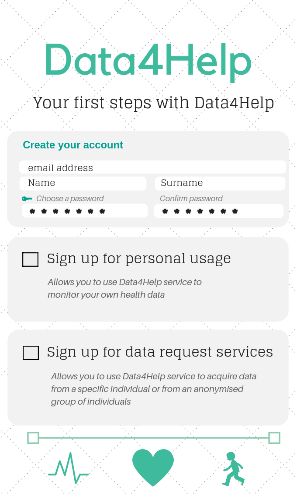 Data4Help
Your first steps with Data4Help
Create your account
email address
Name
Surname
Choose a password
Confirm password
Sign up for personal usage
Allows you to use Data4Help service to
monitor your own health data
Sign up for data request services
Allows you to use Data4Help service to acquire data
from a specific individual or from an anonymised
group of individuals